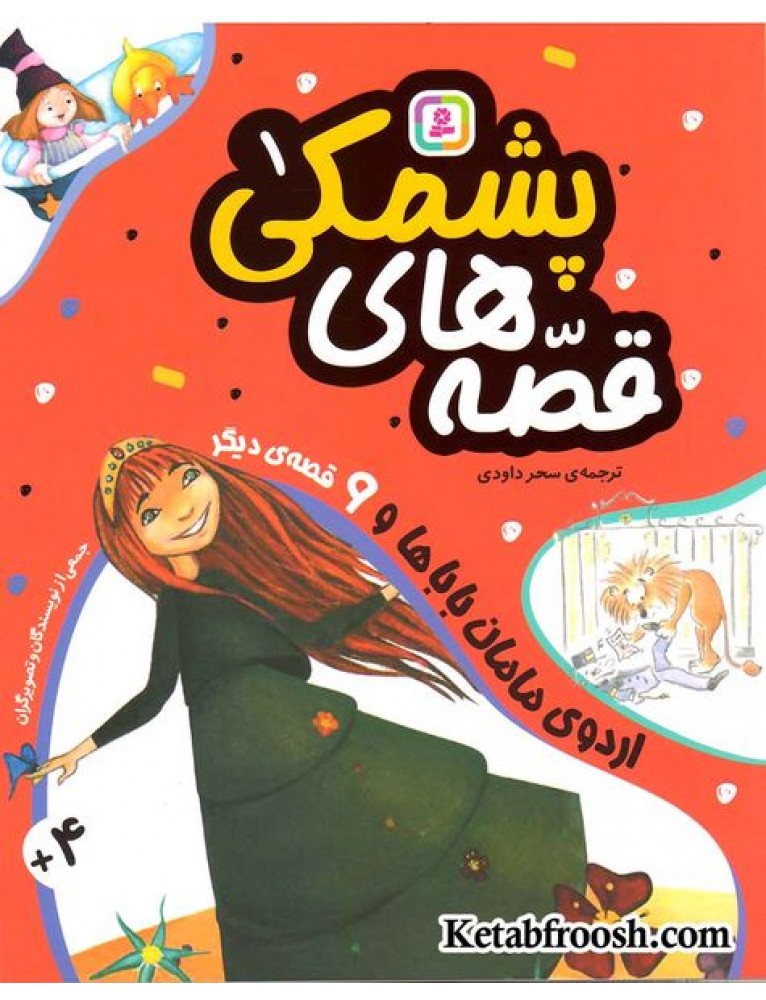 قصّه‌های
پشمکی ۱
ترجمه‌ی سحر داودی
اردوی مامان باباها و ۹ قصه‌ی دیگر
جمعی از نویسندگان و تصویرگران
+۴
Ketabfroosh.com